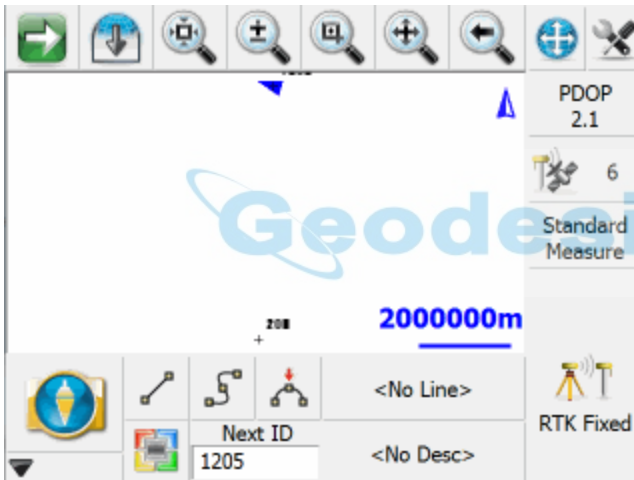 PDOP
2.1
6
Geodesi
Standard
Measure
2000000m
<No Line>
RTK Fixed
Next ID
1205
<No Desc>